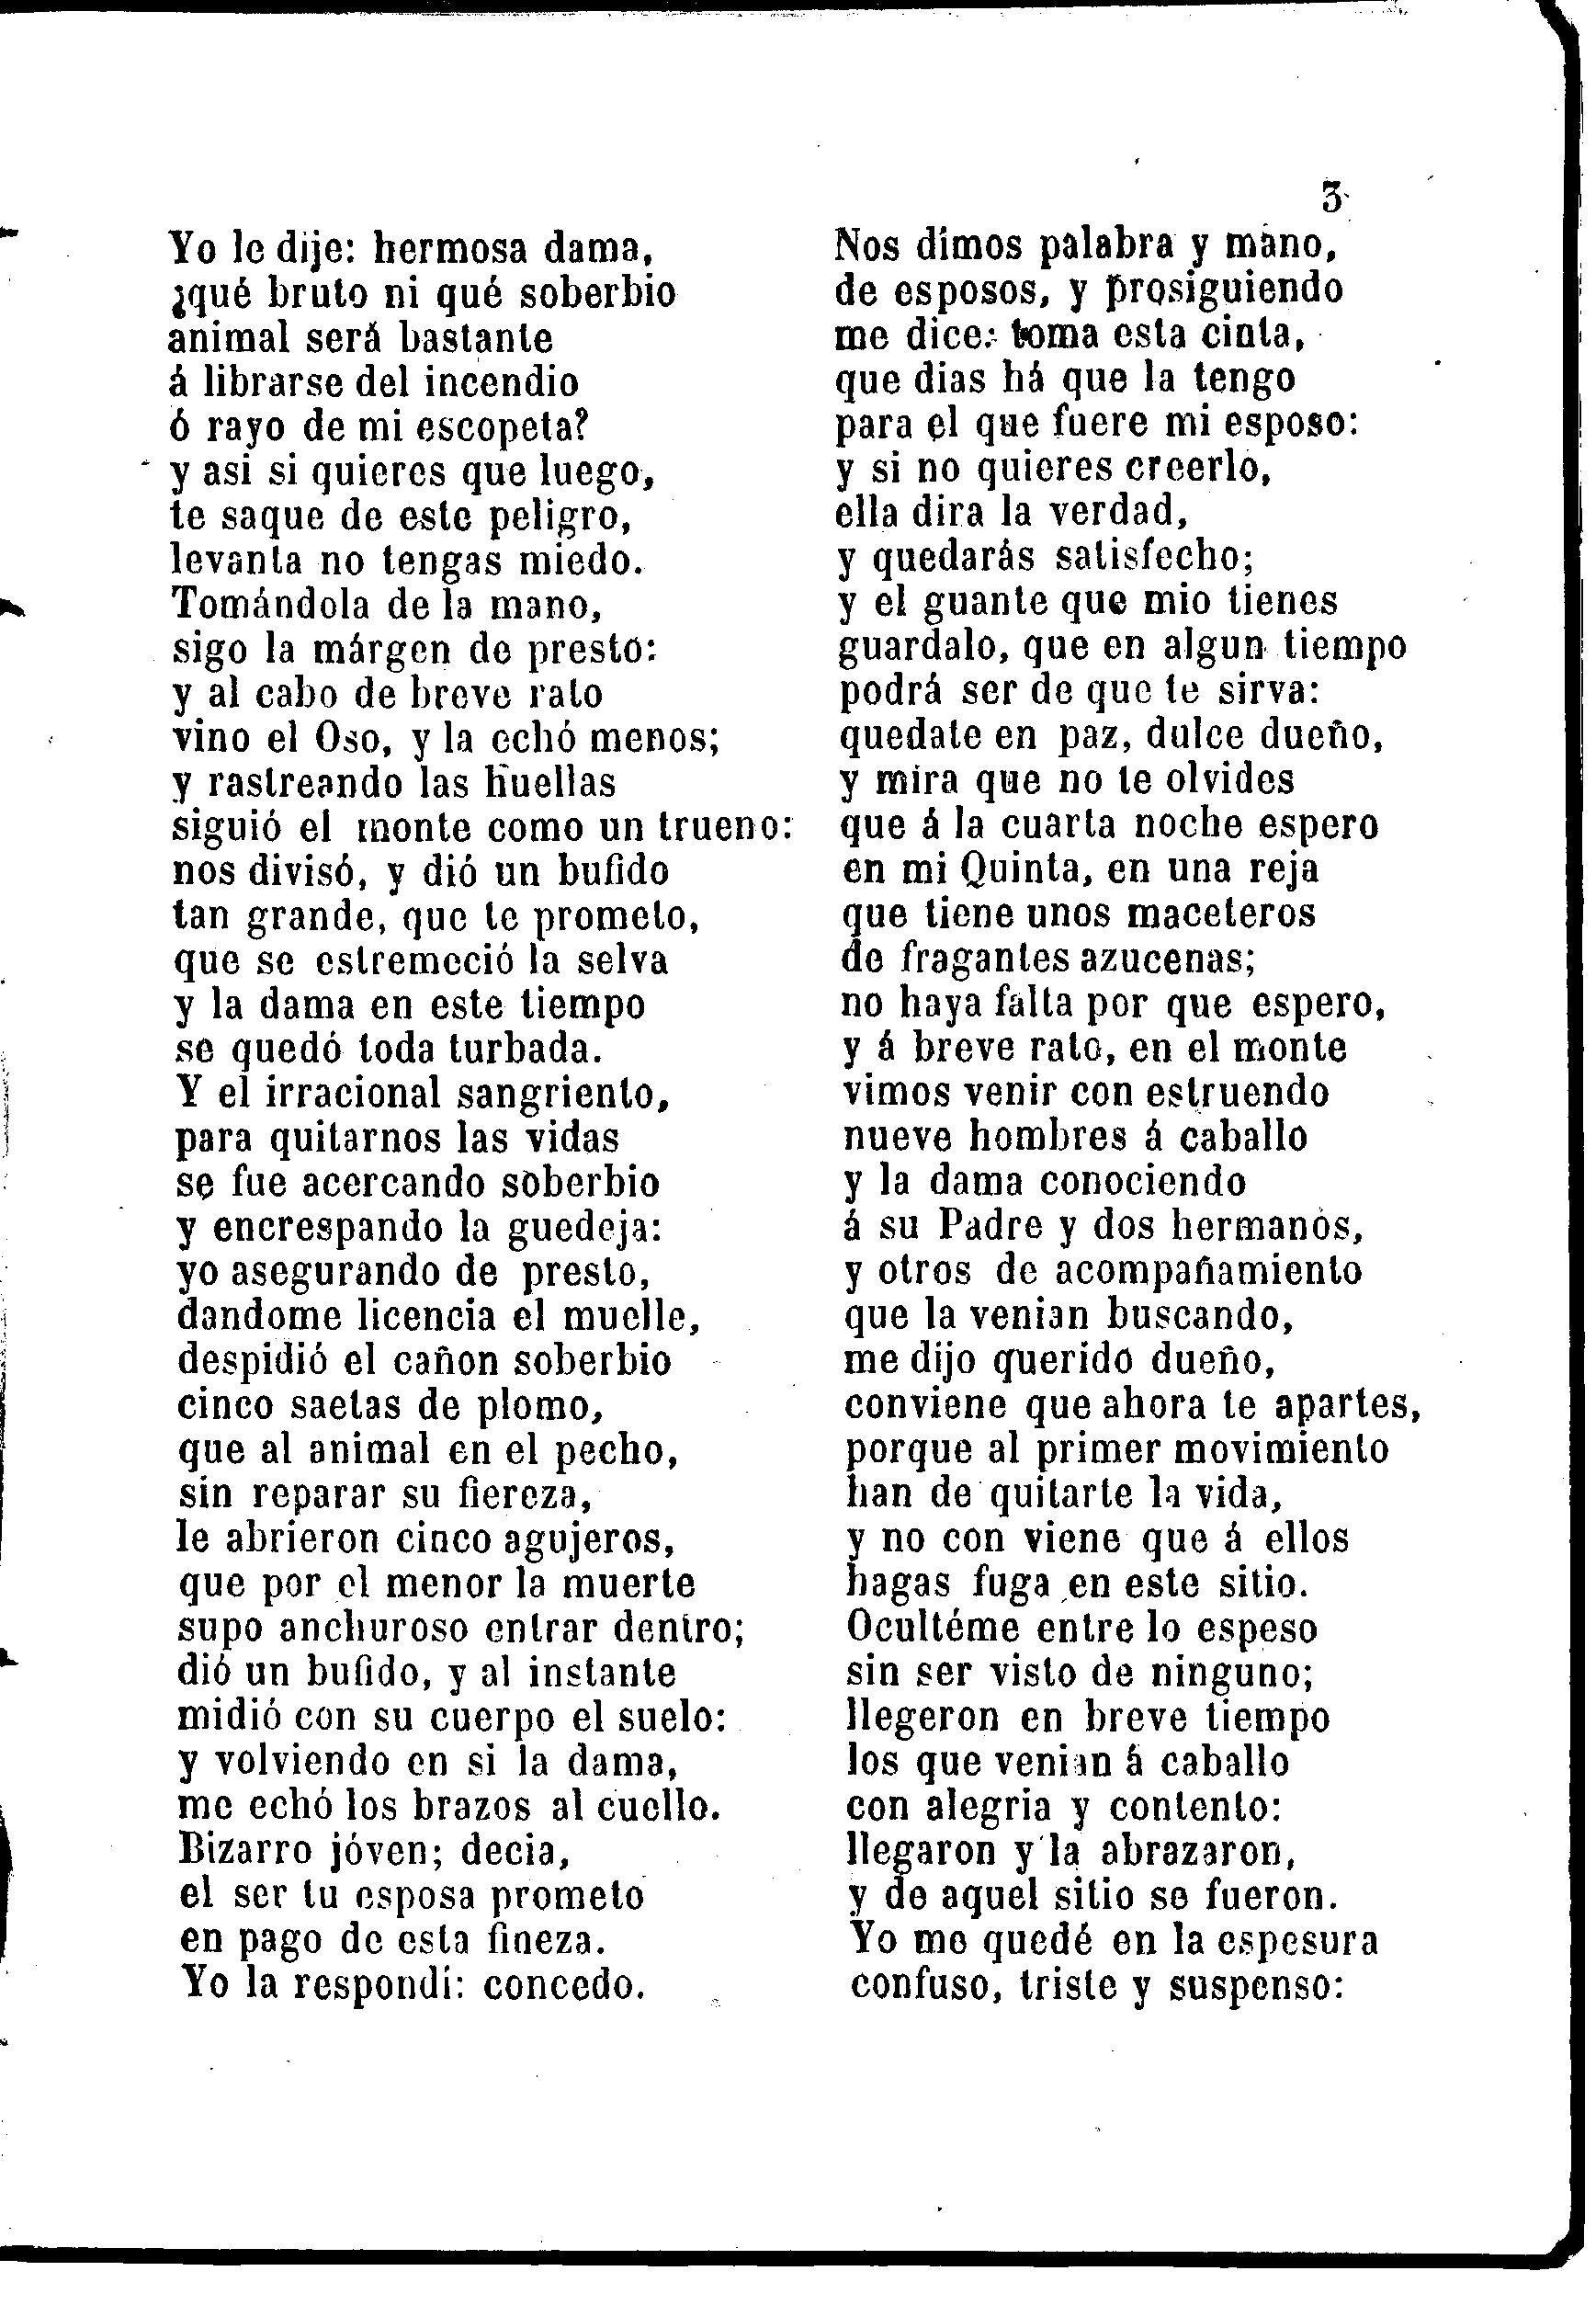 3
Yo le dije: hermosa dama,
¿qué bruto ni qué soberbio
animal será bastante
á librarse del incendio
ó rayo de mi escopeta?
y asi si quieres que luego,
te saque de este peligro,
levanta no tengas miedo.
Tomándola de la mano,
sigo la márgen de presto:
y al cabo de breve rato
vino el Oso, y la echó menos;
y rastreando las huellas
siguió el monte como un trueno:
nos divisó, y dió un bufido
tan grande, que te prometo,
que se estremeció la selva
y la dama en este tiempo
se quedó toda turbada.
Y el irracional sangriento,
para quitarnos las vidas
se fue acercando soberbio
y encrespando la guedeja:
yo asegurando de presto,
dandome licencia el muelle,
despidió el cañon soberbio
cinco saetas de plomo,
que al animal en el pecho,
sin reparar su fiereza,
le abrieron cinco agujeros,
que por el menor la muerte
supo anchuroso entrar dentro;
dió un bufido, y al instante
midió con su cuerpo el suelo:
y volviendo en si la dama,
me echó los brazos al cuello.
Bizarro jóven; decia,
el ser tu esposa prometo
en pago de esta fineza.
Yo la respondi: concedo.
Nos dimos palabra y mano,
de esposos, y prosiguiendo
me dice: toma esta cinta,
que dias há que la tengo
para el que fuere mi esposo:
y si no quieres creerlo,
ella dira la verdad,
y quedarás satisfecho;
y el guante que mio tienes
guardalo, que en algun tiempo
podrá ser de que te sirva:
quedate en paz, dulce dueño,
y mira que no te olvides
que á la cuarta noche espero
en mi Quinta, en una reja
que tiene unos maceteros
de fragantes azucenas;
no haya falta por que espero,
y á breve rato, en el monte
vimos venir con estruendo
nueve hombres á caballo
y la dama conociendo
á su Padre y dos hermanos,
y otros de acompañamiento
que la venian buscando,
me dijo querido dueño,
conviene que ahora te apartes,
porque al primer movimiento
han de quitarte la vida,
y no con viene que á ellos
hagas fuga en este sitio.
Ocultéme entre lo espeso
sin ser visto de ninguno;
llegeron en breve tiempo
los que venian á caballo
con alegria y contento:
llegaron y la abrazaron,
y de aquel sitio se fueron.
Yo me quedé en la espesura
confuso, triste y suspenso: